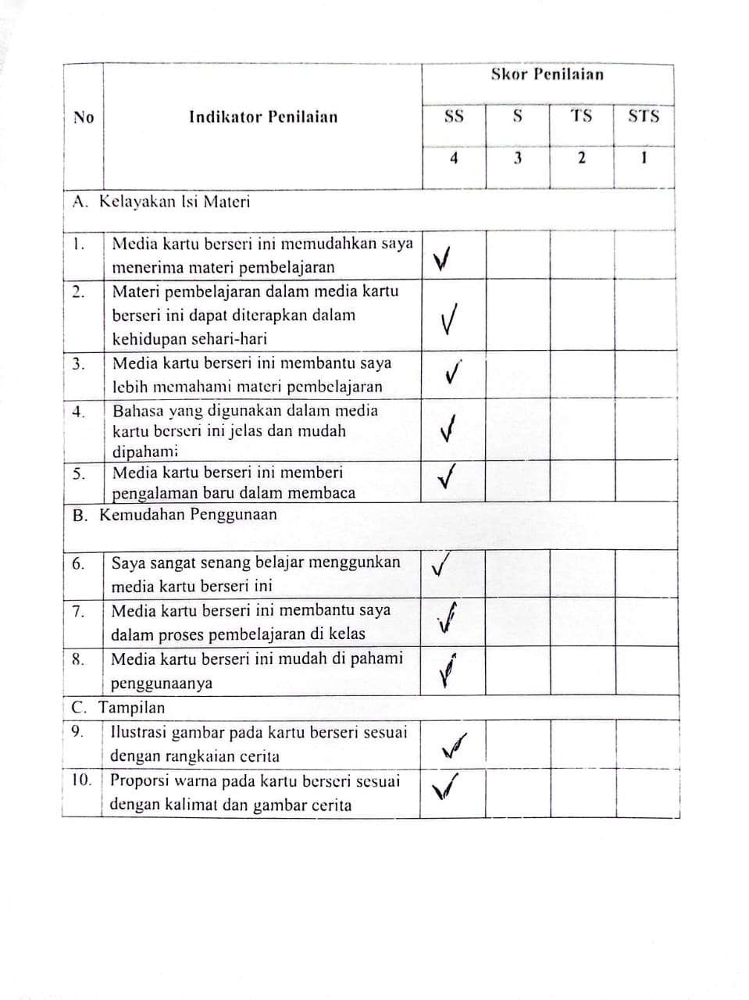 No Indikator Penilaian Skor Penilaian
SS S TS STS
4 3 2 1
A. Kelayakan Isi Materi
1. Media kartu berseri ini memudahkan saya
menerima materi pembelajaran ✓
2. Materi pembelajaran dalam media kartu
berseri ini dapat diterapkan dalam
kehidupan sehari-hari ✓
3. Media kartu berseri ini membantu saya
lebih memahami materi pembelajaran ✓
4. Bahasa yang digunakan dalam media
kartu berseri ini jelas dan mudah
dipahami ✓
5. Media kartu berseri ini memberi
pengalaman baru dalam membaca ✓
B. Kemudahan Penggunaan
6. Saya sangat senang belajar menggunkan
media kartu berseri ini ✓
7. Media kartu berseri ini membantu saya
dalam proses pembelajaran di kelas ✓
8. Media kartu berseri ini mudah di pahami
penggunaanya ✓
C. Tampilan
9. Ilustrasi gambar pada kartu berseri sesuai
dengan rangkaian cerita ✓
10. Proporsi warna pada kartu berseri sesuai
dengan kalimat dan gambar cerita ✓